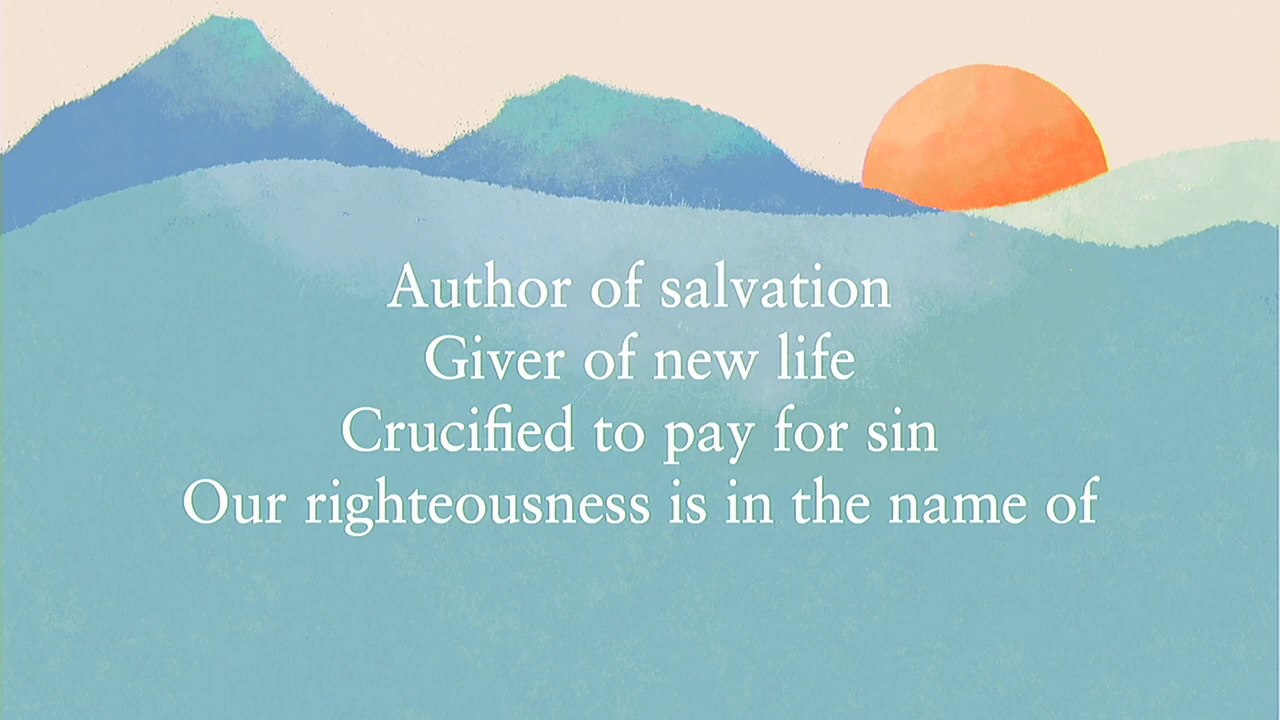 Author of salvation
Giver of new life
Crucified to pay for sin
Our righteousness is in the name of